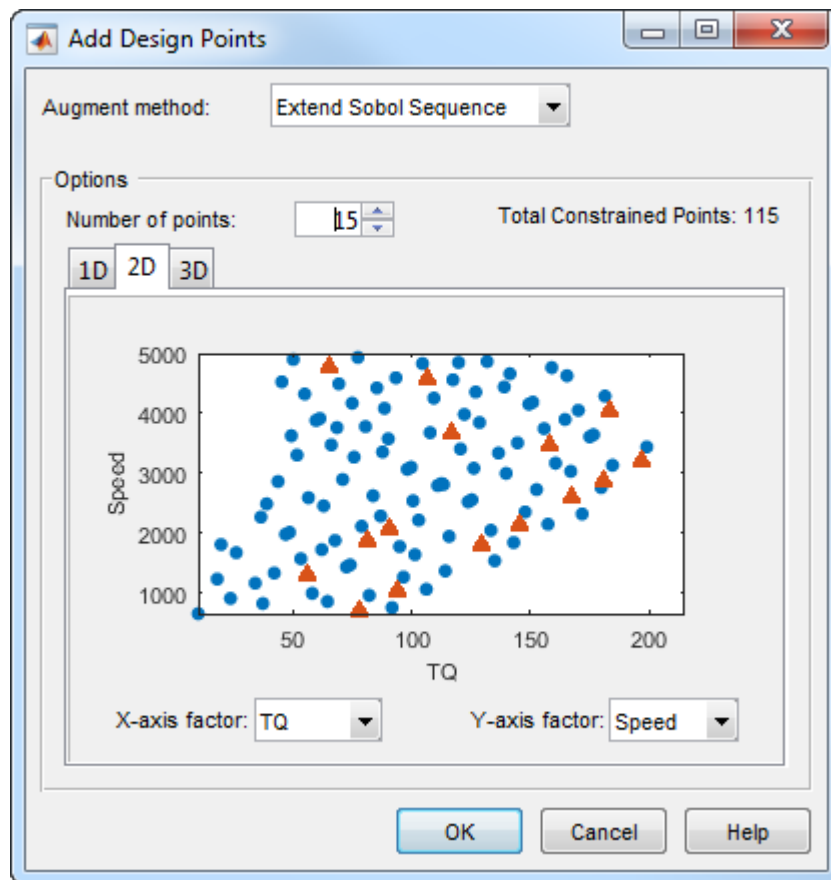 Add Design Points
Augment method: Extend Sobol Sequence
Options
Number of points: 15 Total Constrained Points: 115
1D 2D 3D
5000
4000
3000
2000
1000
Speed
50 100 150 200
TQ
X-axis factor: TQ Y-axis factor: Speed
OK Cancel Help